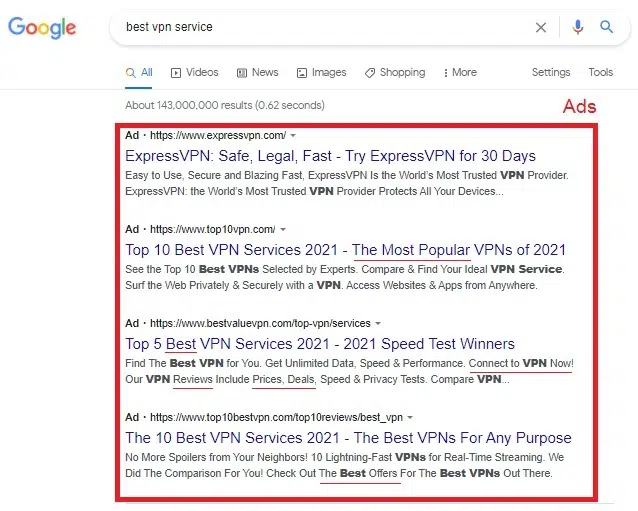 Google
best vpn service
All Videos News Images Shopping More Settings Tools
About 143,000,000 results (0.62 seconds)
Ads
Ad · https://www.expressvpn.com/
ExpressVPN: Safe, Legal, Fast - Try ExpressVPN for 30 Days
Easy to Use, Secure and Blazing Fast, ExpressVPN Is the World’s Most Trusted VPN Provider.
ExpressVPN: the World’s Most Trusted VPN Provider Protects All Your Devices...
Ad · https://www.top10vpn.com/
Top 10 Best VPN Services 2021 - The Most Popular VPNs of 2021
See the Top 10 Best VPNs Selected by Experts. Compare & Find Your Ideal VPN Service.
Surf the Web Privately & Securely with a VPN. Access Websites & Apps from Anywhere.
Ad · https://www.bestvaluevpn.com/top-vpn/services
Top 5 Best VPN Services 2021 - 2021 Speed Test Winners
Find The Best VPN for You. Get Unlimited Data, Speed & Performance. Connect to VPN Now!
Our VPN Reviews Include Prices, Deals, Speed & Privacy Tests. Compare VPN...
Ad · https://www.top10bestvpn.com/top10reviews/best_vpn
The 10 Best VPN Services 2021 - The Best VPNs For Any Purpose
No More Spoilers from Your Neighbors! 10 Lightning-Fast VPNs for Real-Time Streaming. We
Did The Comparison For You! Check Out The Best Offers For The Best VPNs Out There.